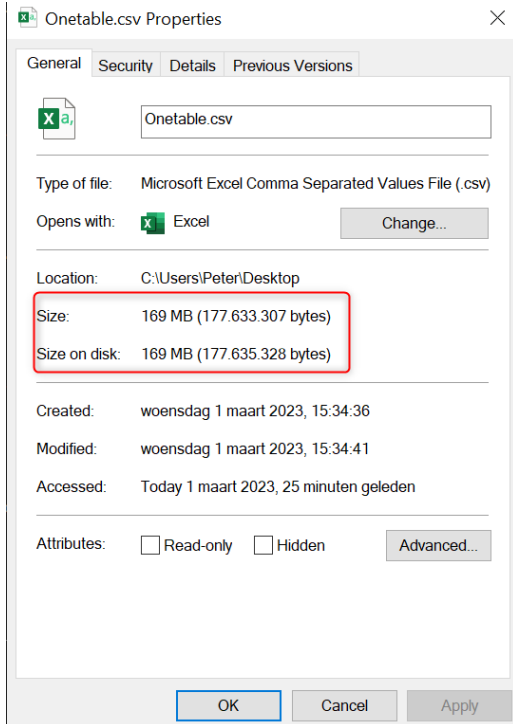 Onetable.csv Properties
General Security Details Previous Versions
Onetable.csv
Type of file: Microsoft Excel Comma Separated Values File (.csv)
Opens with: Excel Change...
Location: C:\Users\Peter\Desktop
Size: 169 MB (177.633.307 bytes)
Size on disk: 169 MB (177.635.328 bytes)
Created: woensdag 1 maart 2023, 15:34:36
Modified: woensdag 1 maart 2023, 15:34:41
Accessed: Today 1 maart 2023, 25 minuten geleden
Attributes: Read-only Hidden Advanced...
OK Cancel Apply